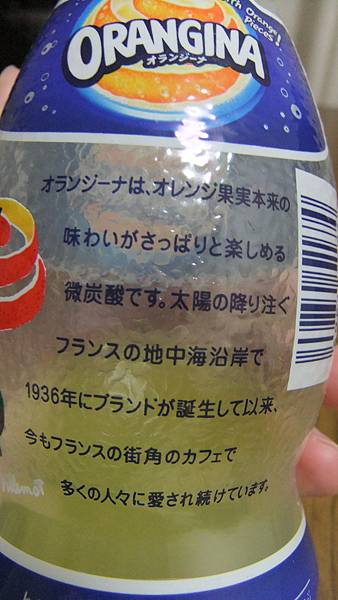 with Orange
Pieces!
ORANGINA
オランジーナ
オランジーナは、オレンジ果実本来の
味わいがさっぱりと楽しめる
微炭酸です。太陽の降り注ぐ
フランスの地中海沿岸で
1936年にブランドが誕生して以来、
今もフランスの街角のカフェで
多くの人々に愛され続けています。
Villemot